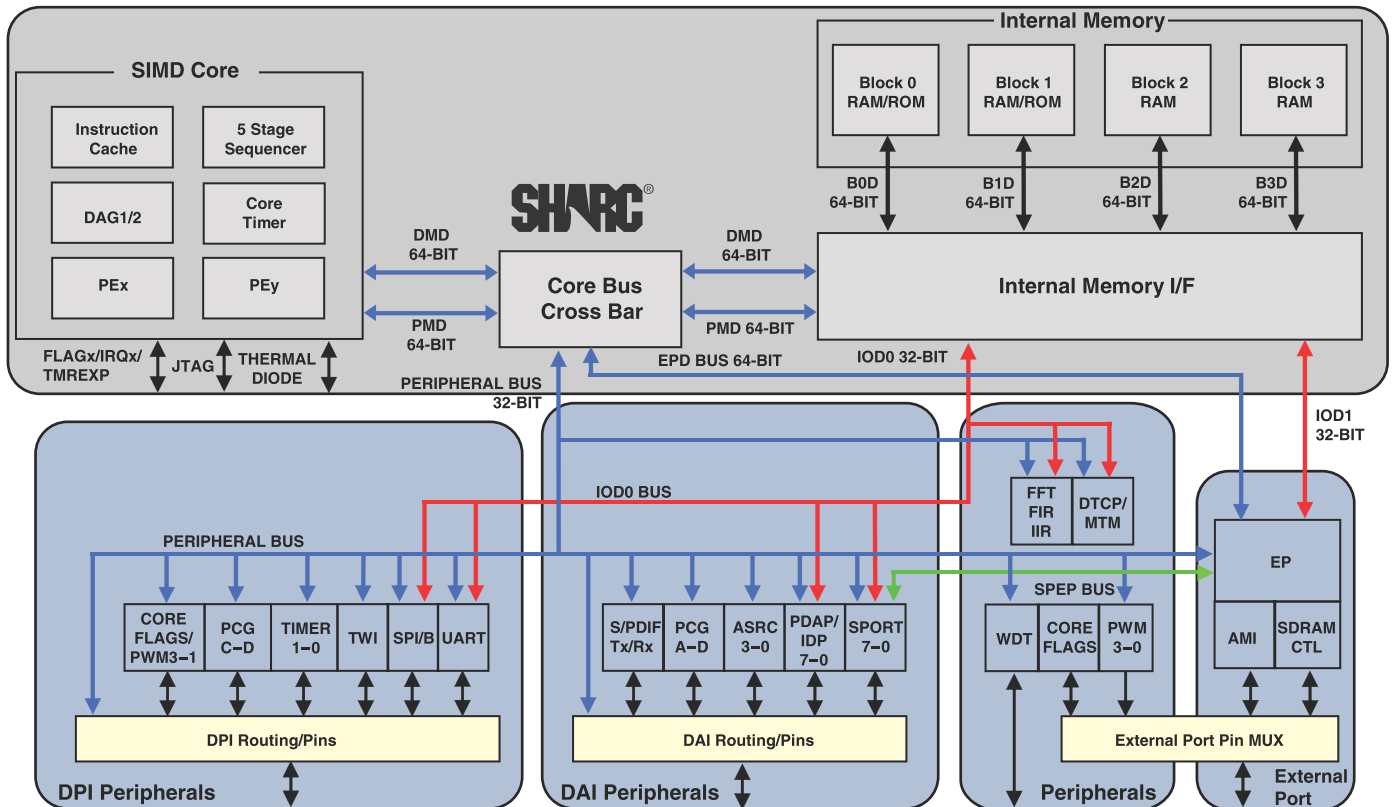 Internal Memory
SIMD Core
Block 0
RAM/ROM
Block 1
RAM/ROM
Block 2
RAM
Block 3
RAM
Instruction
Cache
5 Stage
Sequencer
DAG1/2
Core
Timer
PEx
PEy
B0D
64-BIT
B1D
64-BIT
B2D
64-BIT
B3D
64-BIT
SHARC®
DMD
64-BIT
DMD
64-BIT
Core Bus
Cross Bar
Internal Memory I/F
PMD
64-BIT
PMD 64-BIT
FLAGx/IRQx/
TMREXP
JTAG
THERMAL
DIODE
EPD BUS 64-BIT
IOD0 32-BIT
PERIPHERAL BUS
32-BIT
IOD1
32-BIT
IOD0 BUS
FFT
FIR
IIR
DTCP/
MTM
PERIPHERAL BUS
EP
SPEP BUS
CORE
FLAGS/
PWM3–1
PCG
C–D
TIMER
1–0
TWI
SPI/B
UART
S/PDIF
Tx/Rx
PCG
A–D
ASRC
3–0
PDAP/
IDP
7–0
SPORT
7–0
WDT
CORE
FLAGS
PWM
3–0
AMI
SDRAM
CTL
DPI Routing/Pins
DAI Routing/Pins
External Port Pin MUX
DPI Peripherals
DAI Peripherals
Peripherals
External
Port